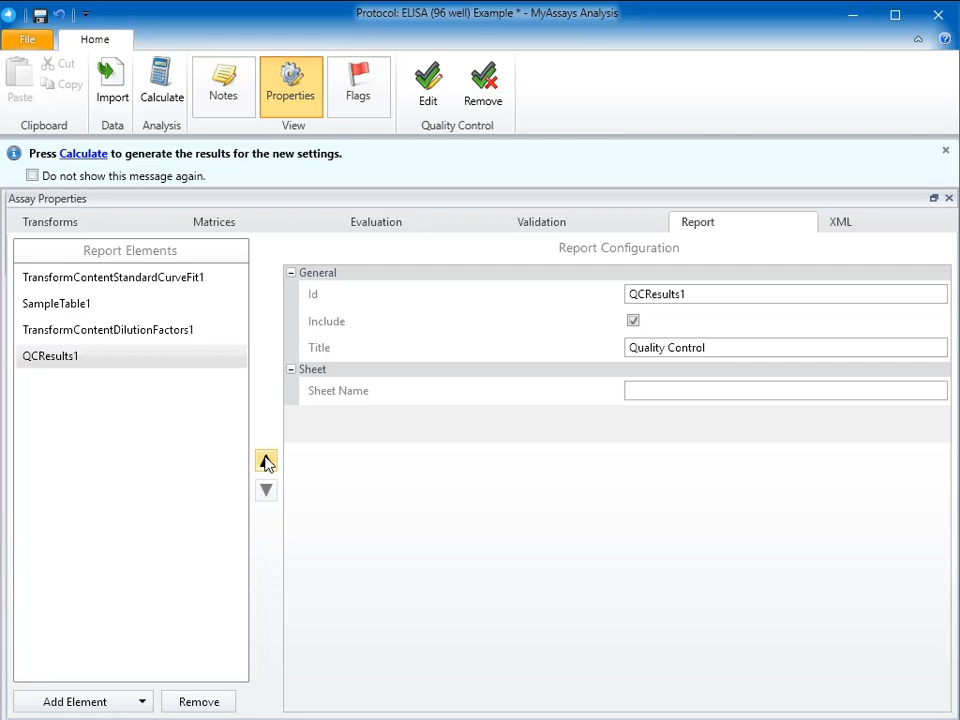 Protocol: ELISA (96 well) Example * - MyAssays Analysis
File
Home
Paste
Cut
Copy
Import
Calculate
Notes
Properties
Flags
Edit
Remove
Clipboard
Data
Analysis
View
Quality Control
Press Calculate to generate the results for the new settings.
Do not show this message again.
Assay Properties
Transforms
Matrices
Evaluation
Validation
Report
XML
Report Elements
TransformContentStandardCurveFit1
SampleTable1
TransformContentDilutionFactors1
QCResults1
Add Element
Remove
Report Configuration
General
Id
QCResults1
Include
Title
Quality Control
Sheet
Sheet Name